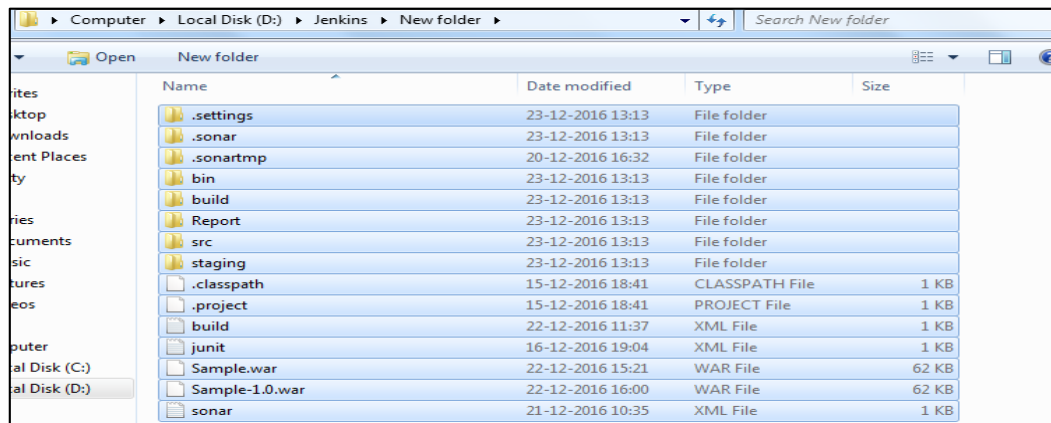 Computer ▸ Local Disk (D:) ▸ Jenkins ▸ New folder ▸ Search New folder
Open New folder
Name Date modified Type Size
rites
.settings 23-12-2016 13:13 File folder
sktop
.sonar 23-12-2016 13:13 File folder
wnloads
.sonartmp 20-12-2016 16:32 File folder
cent Places
bin 23-12-2016 13:13 File folder
ty
build 23-12-2016 13:13 File folder
ries
Report 23-12-2016 13:13 File folder
cuments
src 23-12-2016 13:13 File folder
sic
staging 23-12-2016 13:13 File folder
tures
.classpath 15-12-2016 18:41 CLASSPATH File 1 KB
eos
.project 15-12-2016 18:41 PROJECT File 1 KB
build 22-12-2016 11:37 XML File 1 KB
puter
junit 16-12-2016 19:04 XML File 1 KB
cal Disk (C:)
Sample.war 22-12-2016 15:21 WAR File 62 KB
cal Disk (D:)
Sample-1.0.war 22-12-2016 16:00 WAR File 62 KB
sonar 21-12-2016 10:35 XML File 1 KB